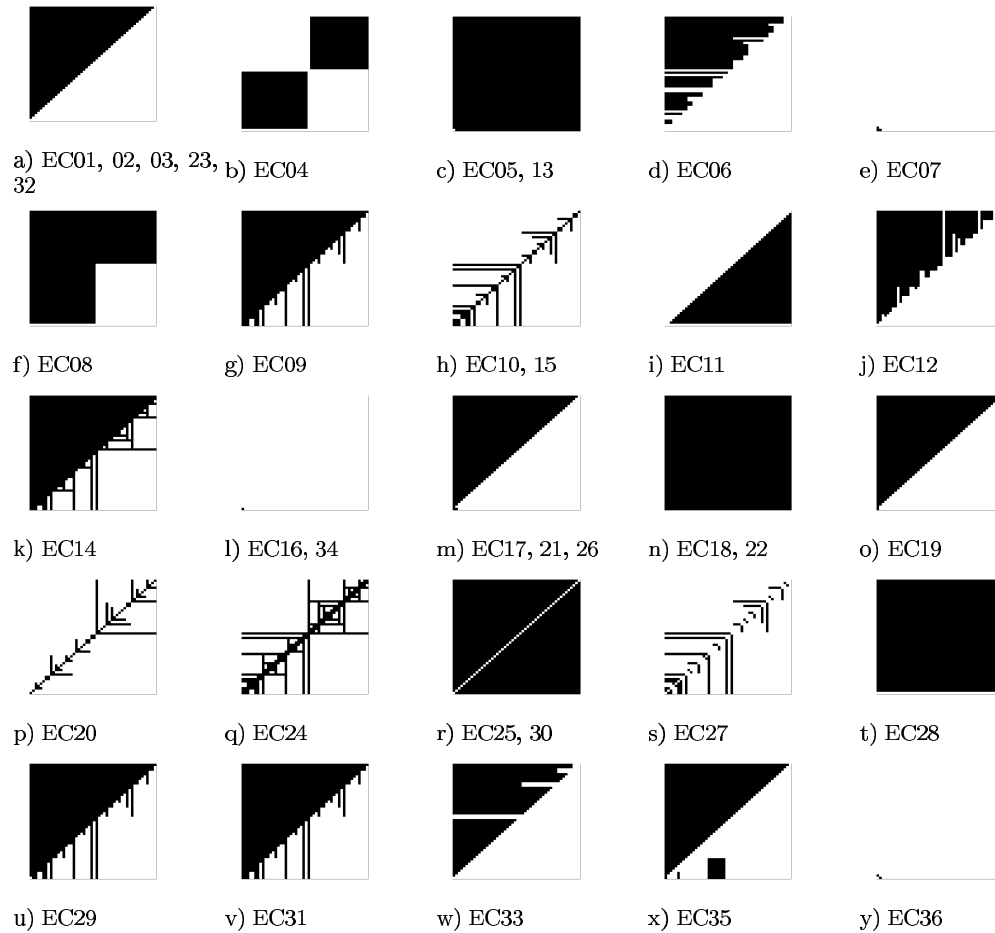 a) EC01, 02, 03, 23,
32
b) EC04
c) EC05, 13
d) EC06
e) EC07
f) EC08
g) EC09
h) EC10, 15
i) EC11
j) EC12
k) EC14
l) EC16, 34
m) EC17, 21, 26
n) EC18, 22
o) EC19
p) EC20
q) EC24
r) EC25, 30
s) EC27
t) EC28
u) EC29
v) EC31
w) EC33
x) EC35
y) EC36